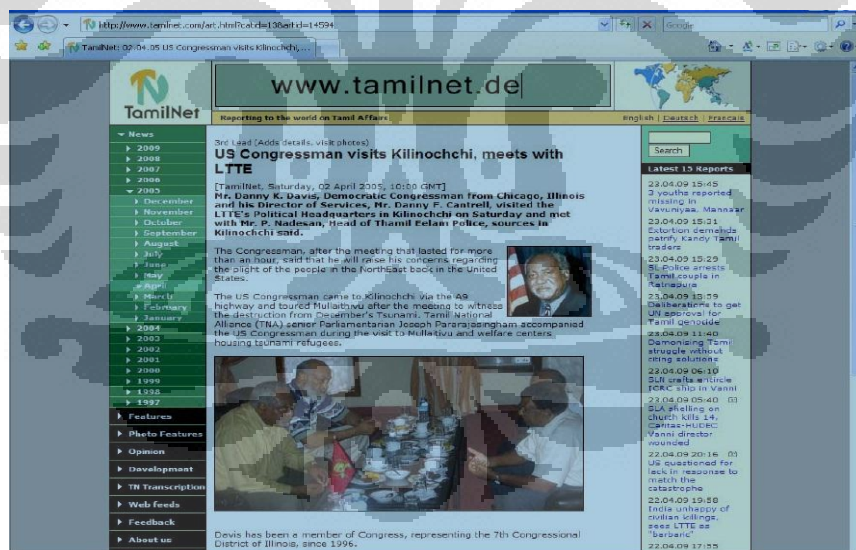 http://www.tamilnet.com/art.html?catid=13&artid=14594
Google
TamilNet: 02.04.05 US Congressman visits Kilinochchi,...
TamilNet
www.tamilnet.de
Reporting to the world on Tamil Affairs
English | Deutsch | Francais
News
2009
2008
2007
2006
2005
December
November
October
September
August
July
June
May
April
March
February
January
2004
2003
2002
2001
2000
1999
1998
1997
Features
Photo Features
Opinion
Development
TN Transcription
Web feeds
Feedback
About us
3rd Lead (Adds details, visit photos)
US Congressman visits Kilinochchi, meets with
LTTE
[TamilNet, Saturday, 02 April 2005, 10:00 GMT]
Mr. Danny K. Davis, Democratic Congressman from Chicago, Illinois
and his Director of Services, Mr. Danny F. Cantrell, visited the
LTTE's Political Headquarters in Kilinochchi on Saturday and met
with Mr. P. Nadesan, Head of Thamil Eelam Police, sources in
Kilinochchi said.
The Congressman, after the meeting that lasted for more
than an hour, said that he will raise his concerns regarding
the plight of the people in the NorthEast back in the United
States.
The US Congressman came to Kilinochchi via the A9
highway and toured Mullaithivu after the meeting to witness
the destruction from December's Tsunami. Tamil National
Alliance (TNA) senior Parliamentarian Joseph Pararajasingham accompanied
the US Congressman during the visit to Mullaitivu and welfare centers
housing tsunami refugees.
Davis has been a member of Congress, representing the 7th Congressional
District of Illinois, since 1996.
Search
Latest 15 Reports
23.04.09 15:45
3 youths reported
missing in
Vavuniyaa, Mannaar
23.04.09 15:31
Extortion demands
petrify Kandy Tamil
traders
23.04.09 15:29
SL Police arrests
Tamil couple in
Ratnapura
23.04.09 13:39
Deliberations to get
UN approval for
Tamil genocide
23.04.09 11:40
Demonizing Tamil
struggle without
citing solutions
23.04.09 06:10
SLN crafts entircle
ICRC ship in Vanni
23.04.09 05:40
SLA shelling on
church kills 14,
Caritas-HUDEC
Vanni director
wounded
22.04.09 20:16
US questioned for
lack in response to
match the
catastrophe
22.04.09 19:58
India unhappy of
civilian killings,
sees LTTE as
"barbaric"
22.04.09 17:55